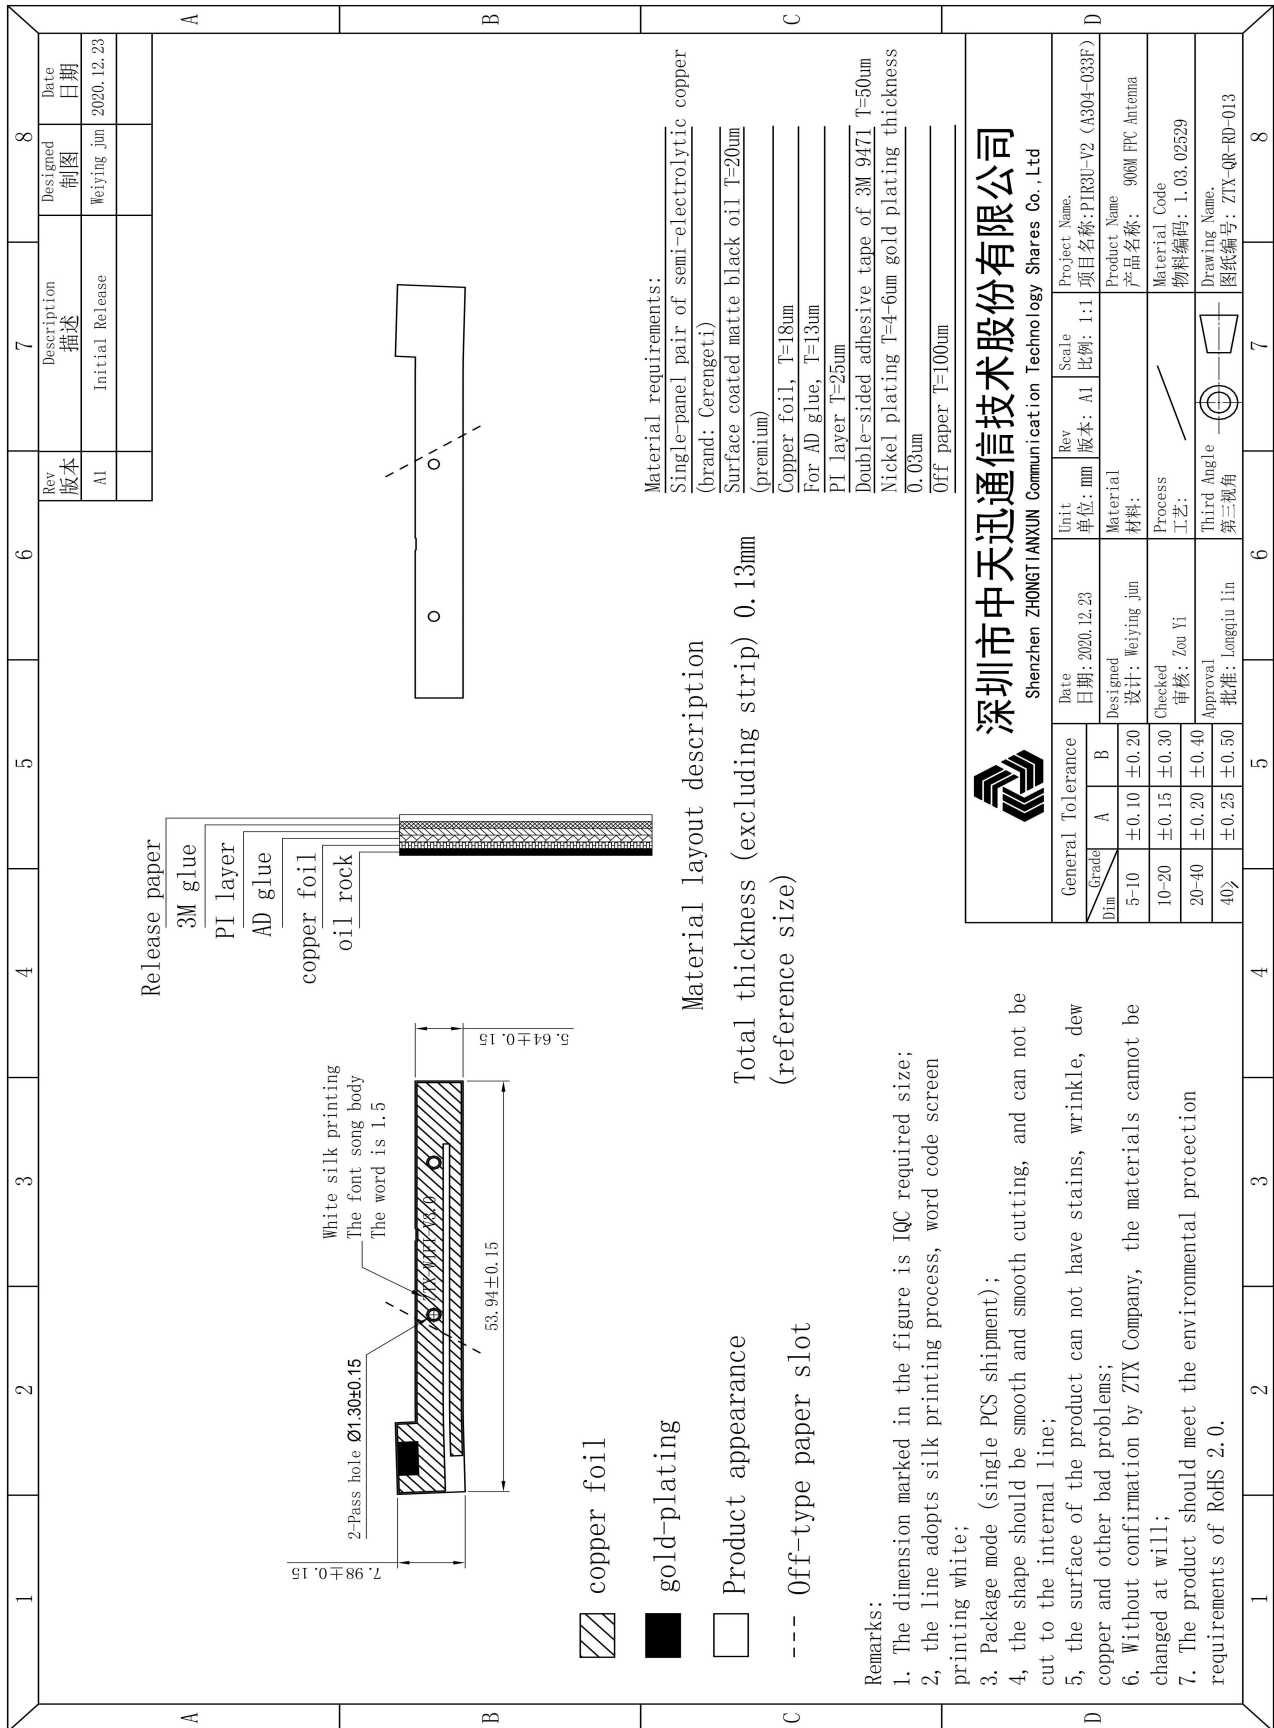 1 2 3 4 5 6 7 8
A
B
C
D
Rev
版本
Description
描述
Designed
制图
Date
日期
A1
Initial Release
Weiying jun
2020.12.23
Release paper
3M glue
PI layer
AD glue
copper foil
oil rock
White silk printing
The font song body
The word is 1.5
2-Pass hole Ø1.30±0.15
7.98±0.15
5.64±0.15
53.94±0.15
copper foil
gold-plating
Product appearance
--- Off-type paper slot
Material layout description
Total thickness (excluding strip) 0.13mm
(reference size)
Material requirements:
Single-panel pair of semi-electrolytic copper
(brand: Cerengeti)
Surface coated matte black oil T=20um
(premium)
Copper foil, T=18um
For AD glue, T=13um
PI layer T=25um
Double-sided adhesive tape of 3M 9471 T=50um
Nickel plating T=4-6um gold plating thickness
0.03um
Off paper T=100um
Remarks:
1. The dimension marked in the figure is IQC required size;
2, the line adopts silk printing process, word code screen
printing white;
3. Package mode (single PCS shipment);
4, the shape should be smooth and smooth cutting, and can not be
cut to the internal line;
5, the surface of the product can not have stains, wrinkle, dew
copper and other bad problems;
6. Without confirmation by ZTX Company, the materials cannot be
changed at will;
7. The product should meet the environmental protection
requirements of RoHS 2.0.
深圳市中天迅通信技术股份有限公司
Shenzhen ZHONGTIANXUN Communication Technology Shares Co.,Ltd
General Tolerance
Dim Grade A B
5-10 ±0.10 ±0.20
10-20 ±0.15 ±0.30
20-40 ±0.20 ±0.40
40》 ±0.25 ±0.50
Date
日期: 2020.12.23
Designed
设计: Weiying jun
Checked
审核: Zou Yi
Approval
批准: Longqiu lin
Unit
单位: mm
Rev
版本: A1
Scale
比例: 1:1
Material
材料:
Process
工艺:
Third Angle
第三视角
Project Name.
项目名称:PIR3U-V2 (A304-033F)
Product Name
产品名称: 906M FPC Antenna
Material Code
物料编码: 1.03.02529
Drawing Name.
图纸编号: ZTX-QR-RD-013
A
B
C
D
1 2 3 4 5 6 7 8